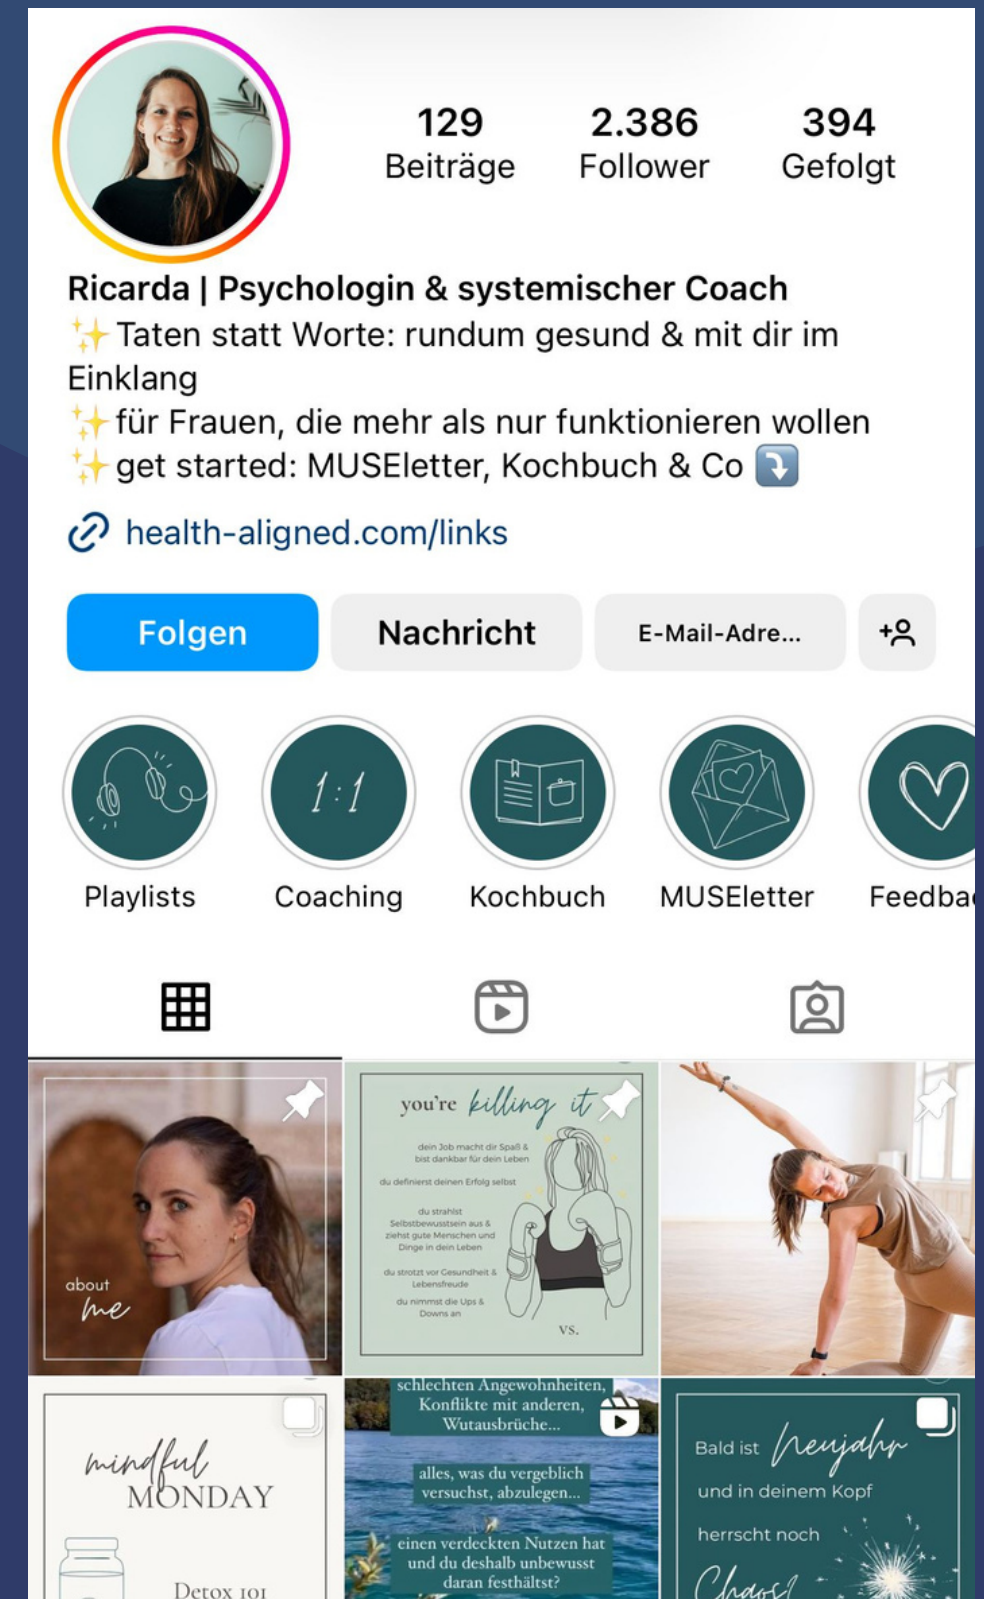 129
Beiträge
2.386
Follower
394
Gefolgt
Ricarda | Psychologin & systemischer Coach
✨Taten statt Worte: rundum gesund & mit dir im
Einklang
✨für Frauen, die mehr als nur funktionieren wollen
✨get started: MUSEletter, Kochbuch & Co ⤵️
health-aligned.com/links
Folgen
Nachricht
E-Mail-Adre...
1:1
Playlists
Coaching
Kochbuch
MUSEletter
Feedba
about
me
you're killing it
dein Job macht dir Spaß &
bist dankbar für dein Leben
du definierst deinen Erfolg selbst
du strahlst
Selbstbewusstsein aus &
ziehst gute Menschen und
Dinge in dein Leben
du strotzt vor Gesundheit &
Lebensfreude
du nimmst die Ups &
Downs an
vs.
mindful
MONDAY
Detox 101
schlechten Angewohnheiten,
Konflikte mit anderen,
Wutausbrüche...
alles, was du vergeblich
versuchst, abzulegen...
einen verdeckten Nutzen hat
und du deshalb unbewusst
daran festhältst?
Bald ist Neujahr
und in deinem Kopf
herrscht noch
Chaos?